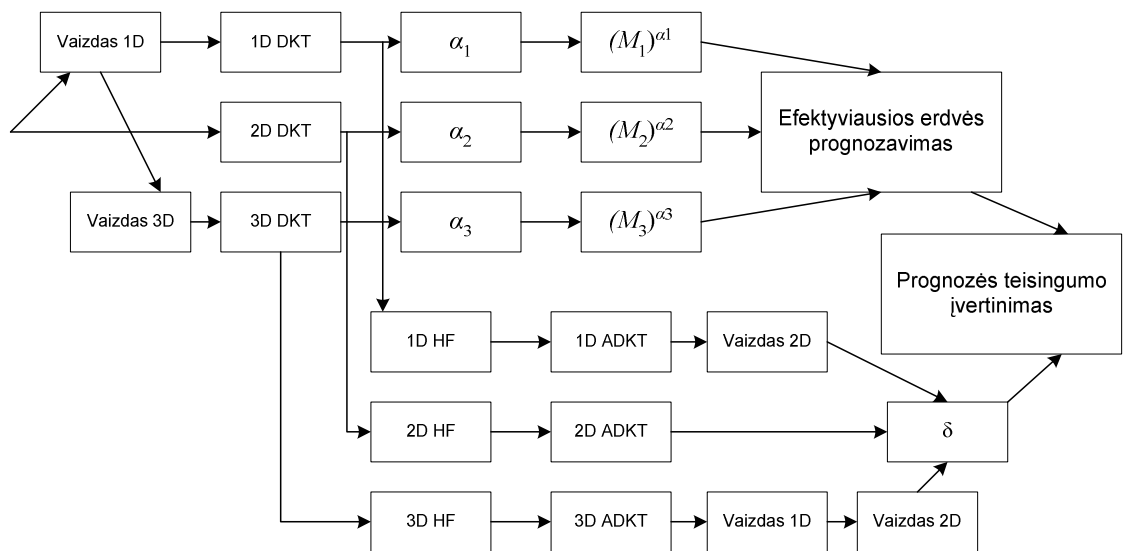 Vaizdas 1D
1D DKT
α1
(M1)^α1
2D DKT
α2
(M2)^α2
Efektyviausios erdvės
prognozavimas
Vaizdas 3D
3D DKT
α3
(M3)^α3
Prognozės teisingumo
įvertinimas
1D HF
1D ADKT
Vaizdas 2D
2D HF
2D ADKT
δ
3D HF
3D ADKT
Vaizdas 1D
Vaizdas 2D